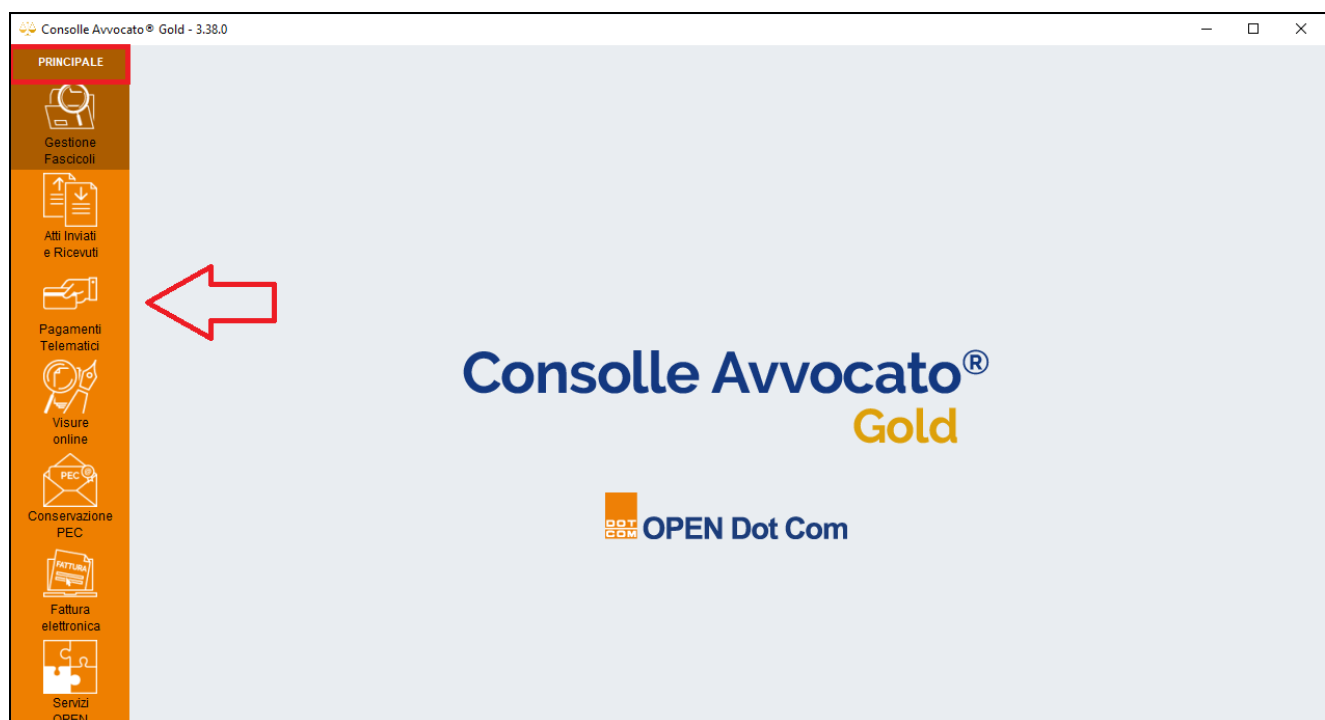 Consolle Avvocato® Gold - 3.38.0
PRINCIPALE
Gestione
Fascicoli
Atti Inviati
e Ricevuti
Pagamenti
Telematici
Visure
online
PEC
@
Conservazione
PEC
FATTURA
Fattura
elettronica
Servizi
OPEN
Consolle Avvocato®
Gold
DOT
COM
OPEN Dot Com